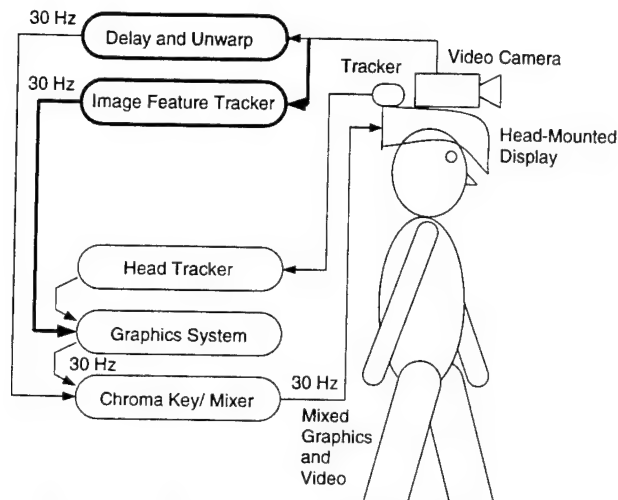 30 Hz
Delay and Unwarp
Video Camera
30 Hz
Tracker
Image Feature Tracker
Head-Mounted
Display
Head Tracker
Graphics System
30 Hz
Chroma Key/ Mixer
30 Hz
Mixed
Graphics
and
Video